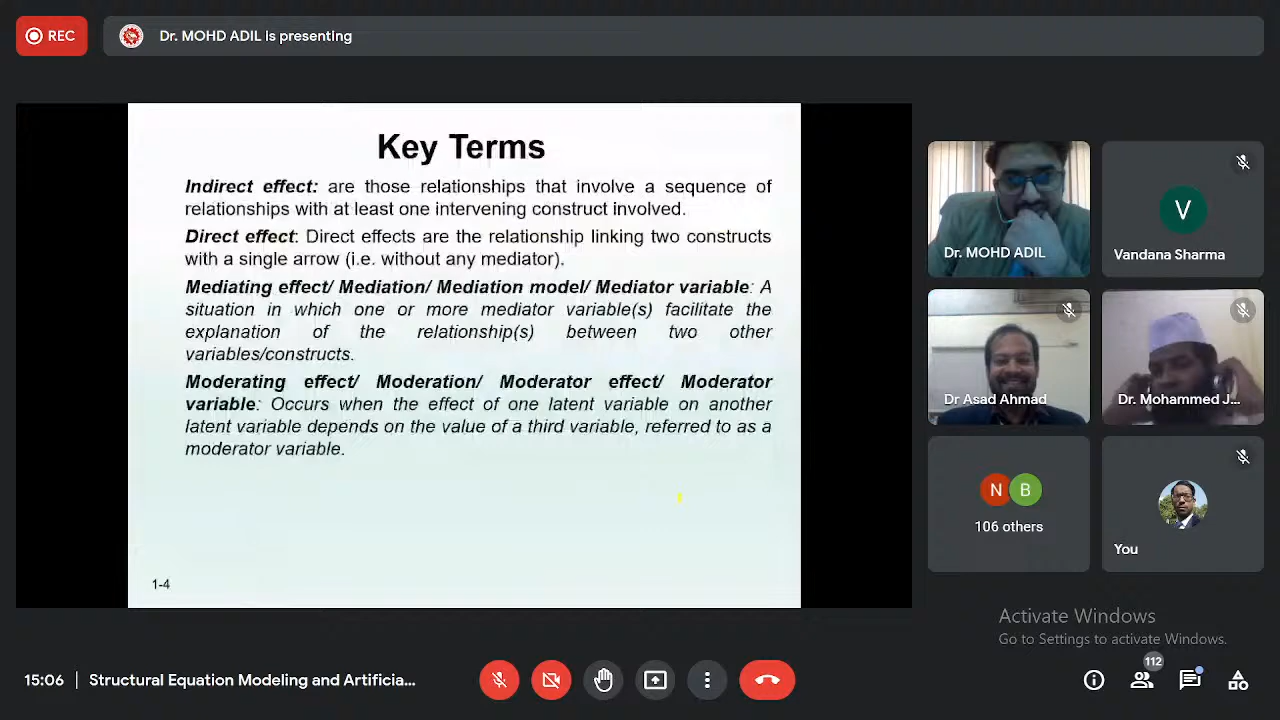 REC
Dr. MOHD ADIL is presenting
Key Terms
Indirect effect: are those relationships that involve a sequence of
relationships with at least one intervening construct involved.
Direct effect: Direct effects are the relationship linking two constructs
with a single arrow (i.e. without any mediator).
Mediating effect/ Mediation/ Mediation model/ Mediator variable: A
situation in which one or more mediator variable(s) facilitate the
explanation of the relationship(s) between two other
variables/constructs.
Moderating effect/ Moderation/ Moderator effect/ Moderator
variable: Occurs when the effect of one latent variable on another
latent variable depends on the value of a third variable, referred to as a
moderator variable.
1-4
Dr. MOHD ADIL
V
Vandana Sharma
Dr Asad Ahmad
Dr. Mohammed J...
N B
106 others
You
Activate Windows
Go to Settings to activate Windows.
15:06 | Structural Equation Modeling and Artificia...
112